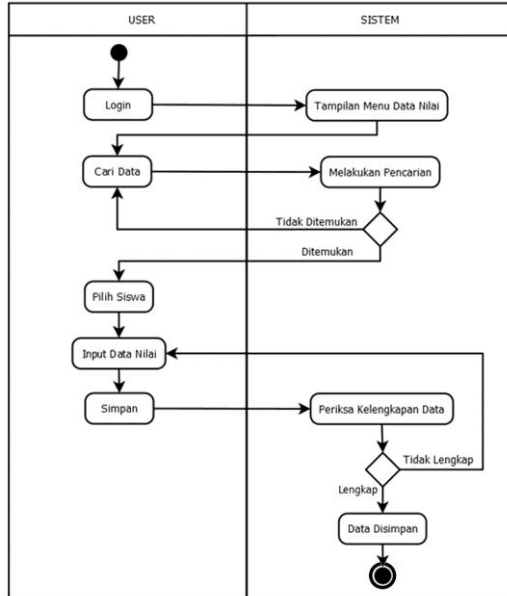 USER
SISTEM
Login
Tampilan Menu Data Nilai
Cari Data
Melakukan Pencarian
Tidak Ditemukan
Ditemukan
Pilih Siswa
Input Data Nilai
Simpan
Periksa Kelengkapan Data
Tidak Lengkap
Lengkap
Data Disimpan